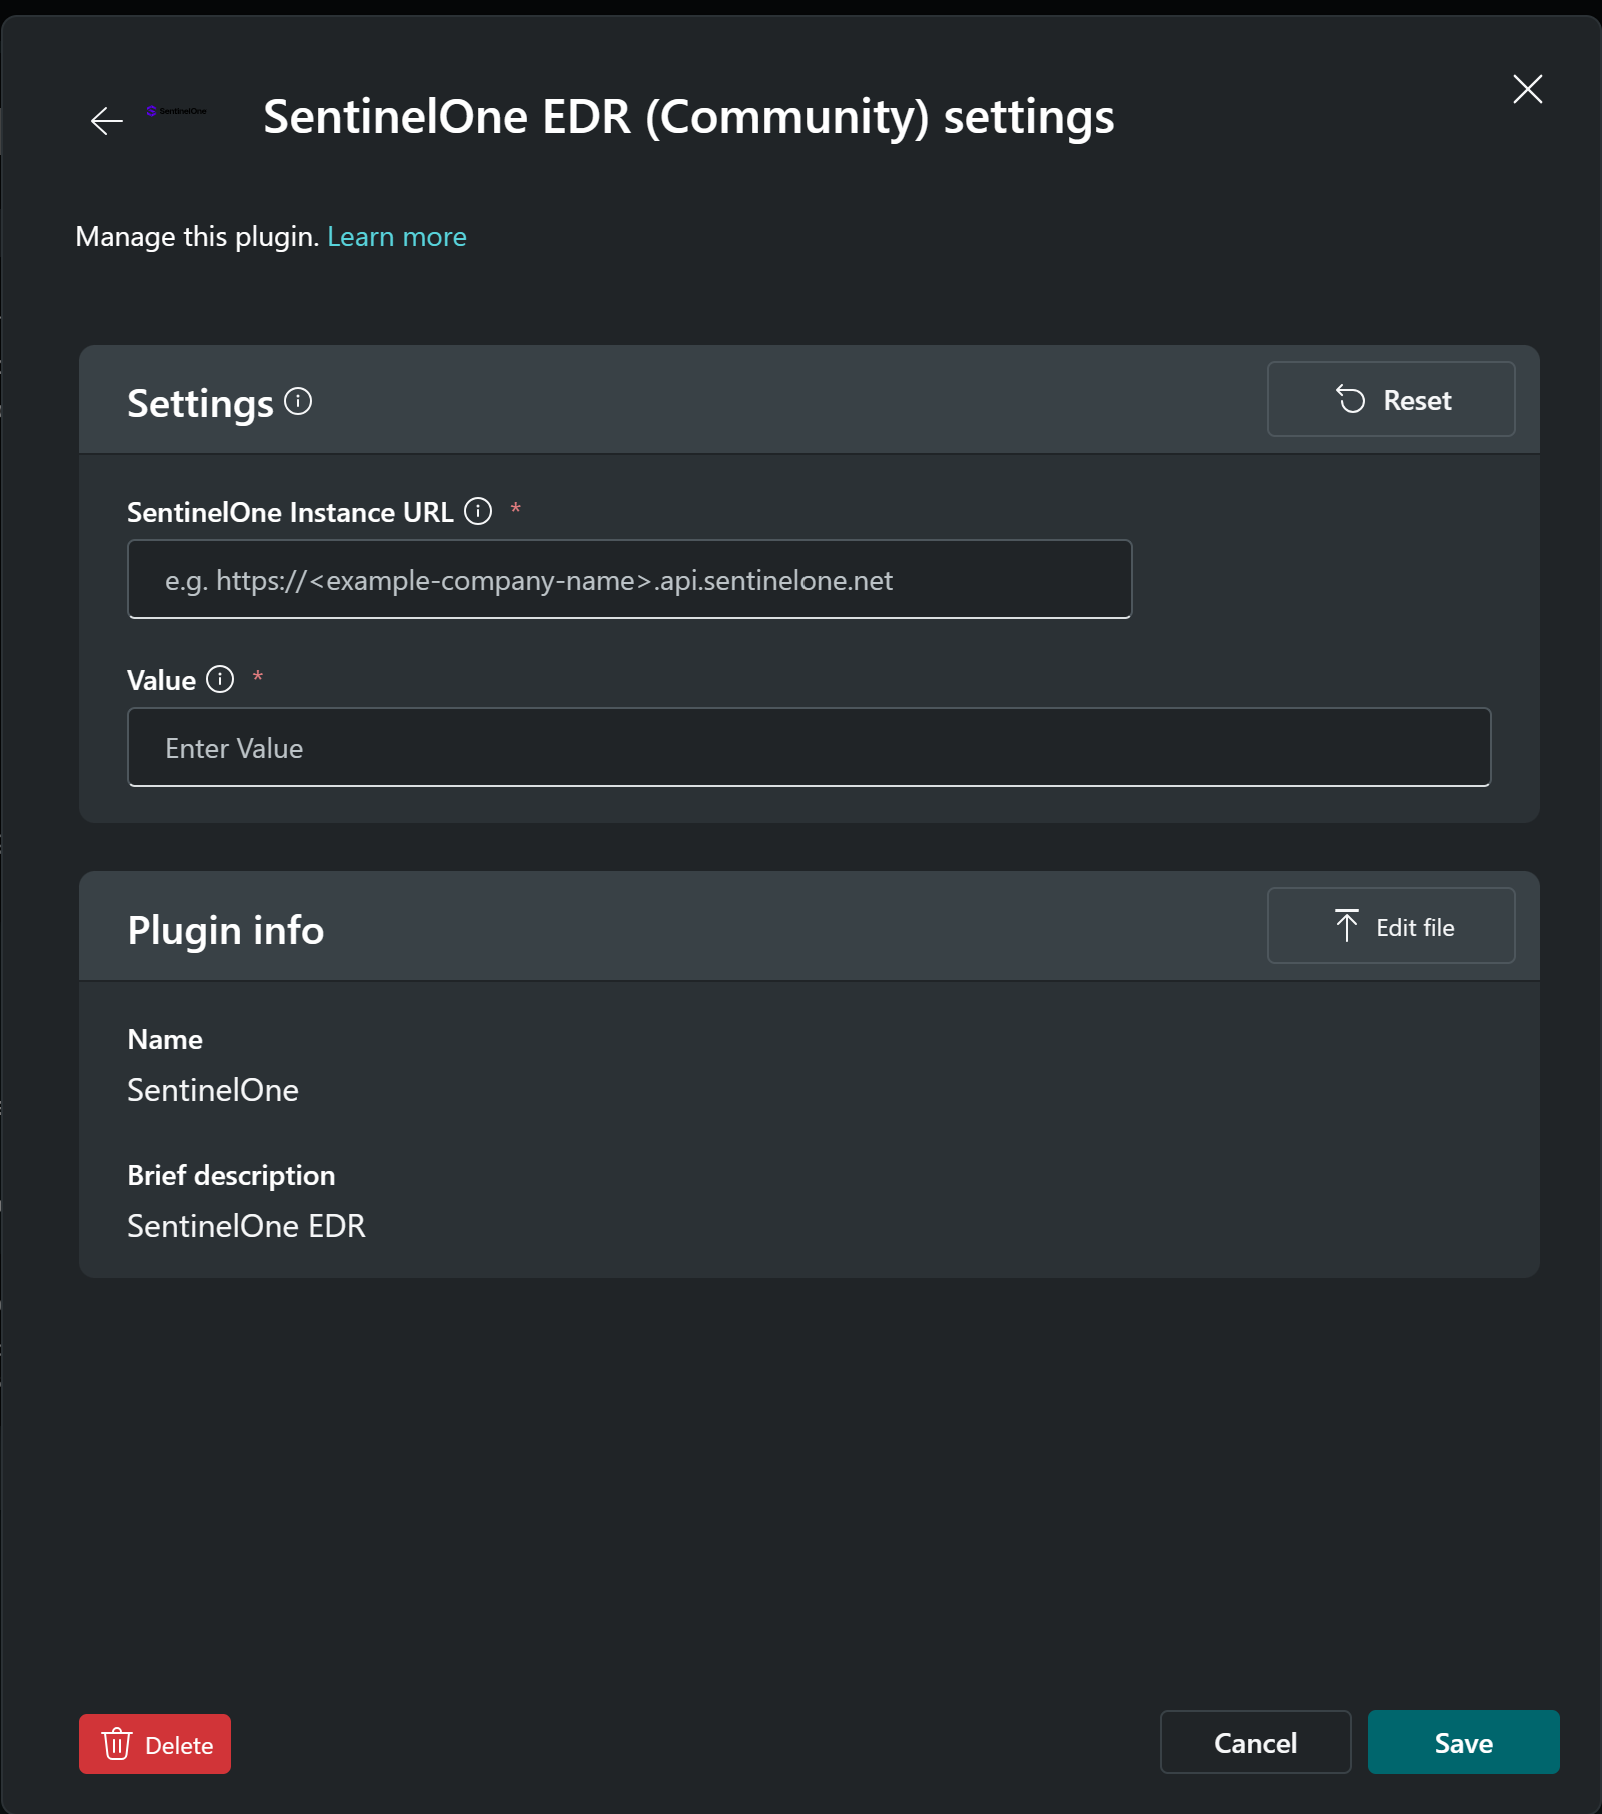 SentinelOne
SentinelOne EDR (Community) settings
Manage this plugin. Learn more
Settings
Reset
SentinelOne Instance URL *
e.g. https://<example-company-name>.api.sentinelone.net
Value *
Enter Value
Plugin info
Edit file
Name
SentinelOne
Brief description
SentinelOne EDR
Delete
Cancel
Save